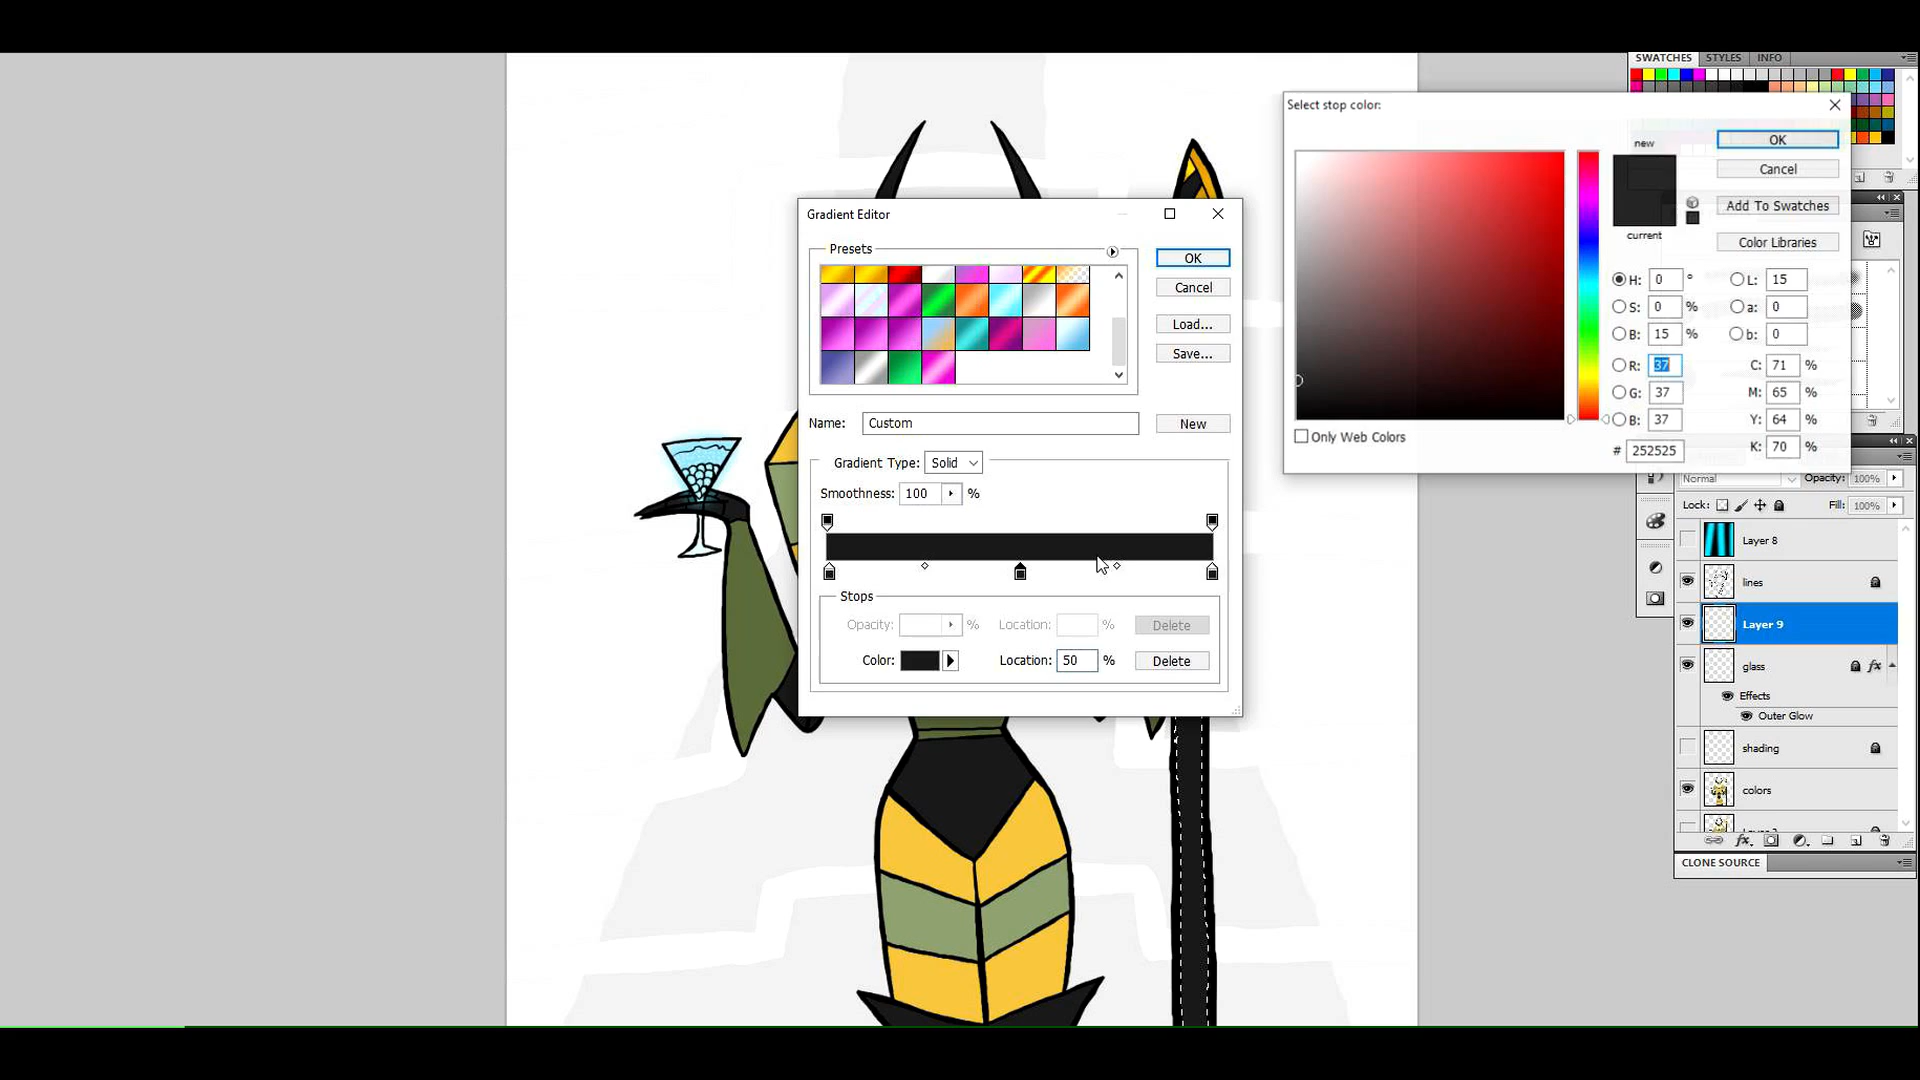 SWATCHES STYLES INFO
Select stop color:
new
current
OK
Cancel
Add To Swatches
Color Libraries
H: 0 °
S: 0 %
B: 15 %
R: 37
G: 37
B: 37
L: 15
a: 0
b: 0
C: 71 %
M: 65 %
Y: 64 %
K: 70 %
Only Web Colors
# 252525
Gradient Editor
Presets
OK
Cancel
Load...
Save...
Name: Custom
New
Gradient Type: Solid
Smoothness: 100 %
Stops
Opacity: % Location: % Delete
Color: Location: 50 % Delete
Normal Opacity: 100%
Lock: Fill: 100%
Layer 8
lines
Layer 9
glass fx
Effects
Outer Glow
shading
colors
fx
CLONE SOURCE